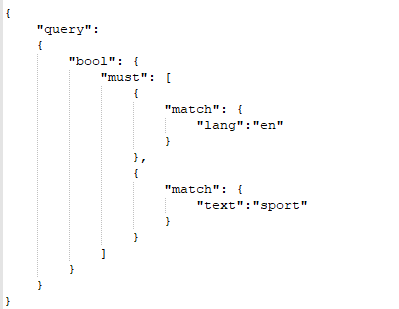 {
    "query":
    {
        "bool": {
            "must": [
                {
                    "match": {
                        "lang":"en"
                    }
                },
                {
                    "match": {
                        "text":"sport"
                    }
                }
            ]
        }
    }
}